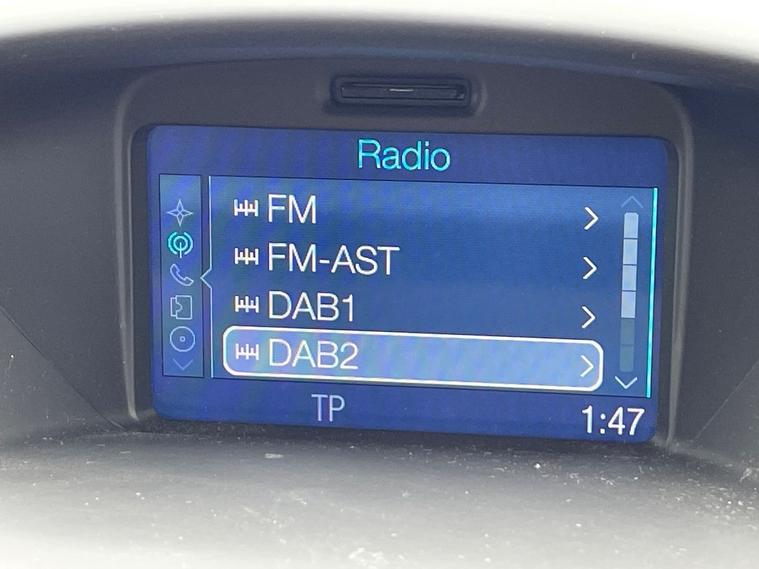 Radio
FM
FM-AST
DAB1
DAB2
TP
1:47